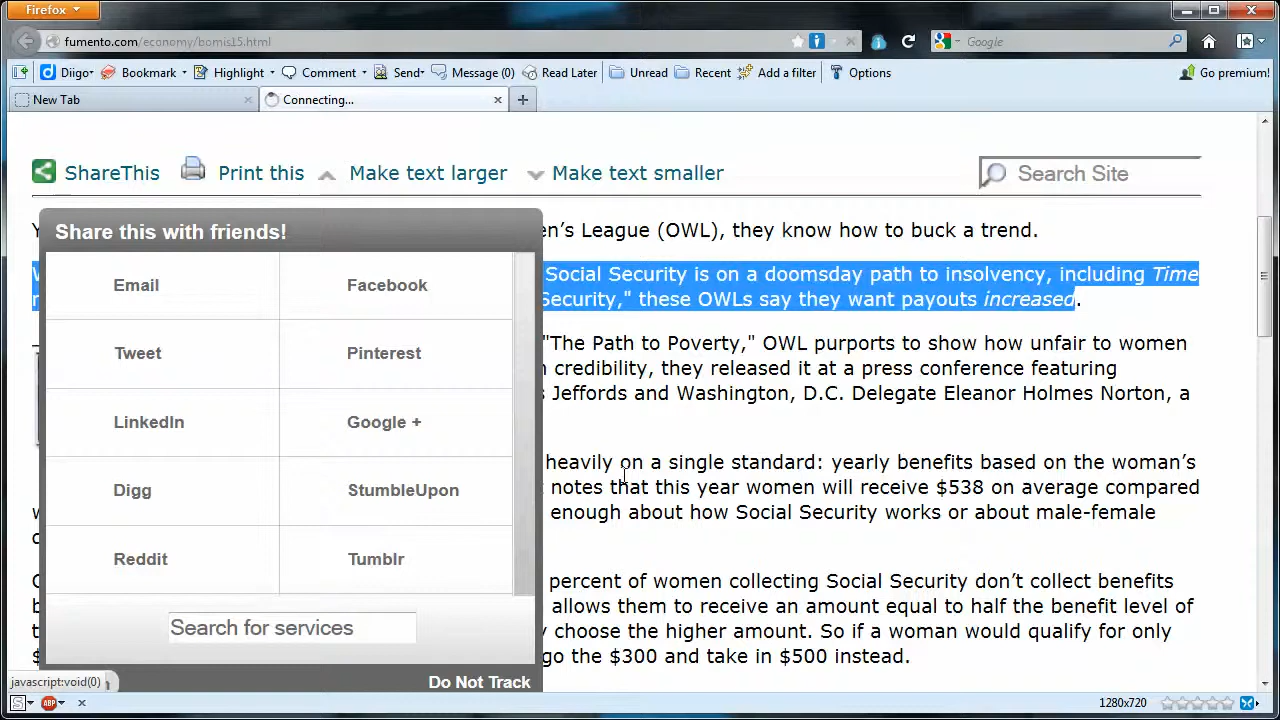 Firefox
fumento.com/economy/bomis15.html
Google
Diigo Bookmark Highlight Comment Send Message (0) Read Later Unread Recent Add a filter Options Go premium!
New Tab
Connecting...
ShareThis Print this Make text larger Make text smaller
Search Site
Share this with friends!
en's League (OWL), they know how to buck a trend.
Email Facebook
Social Security is on a doomsday path to insolvency, including Time
Security," these OWLs say they want payouts increased.
Tweet Pinterest
"The Path to Poverty," OWL purports to show how unfair to women
credibility, they released it at a press conference featuring
Jeffords and Washington, D.C. Delegate Eleanor Holmes Norton, a
LinkedIn Google +
heavily on a single standard: yearly benefits based on the woman's
Digg StumbleUpon
notes that this year women will receive $538 on average compared
enough about how Social Security works or about male-female
Reddit Tumblr
percent of women collecting Social Security don't collect benefits
allows them to receive an amount equal to half the benefit level of
Search for services
choose the higher amount. So if a woman would qualify for only
go the $300 and take in $500 instead.
Do Not Track
javascript:void(0)
S ABP
1280x720